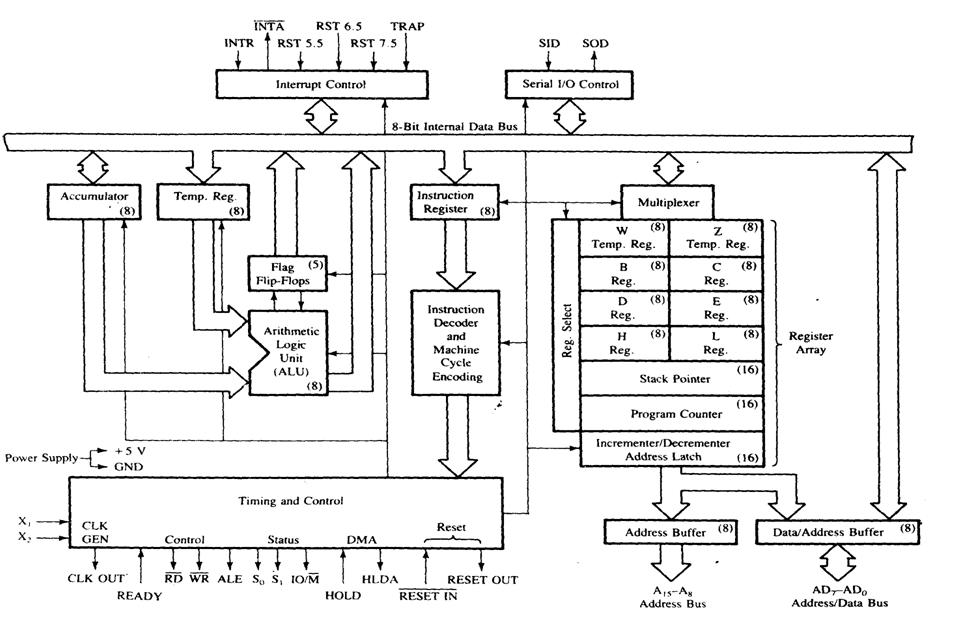 RST 6.5 TRAP
INTA
INTR RST 5.5 RST 7.5
SID SOD
Interrupt Control
Serial I/O Control
8-Bit Internal Data Bus
Accumulator
(8)
Temp. Reg.
(8)
Instruction
Register (8)
Multiplexer
W (8)
Temp. Reg.
Z (8)
Temp. Reg.
B (8)
Reg.
C (8)
Reg.
D (8)
Reg.
E (8)
Reg.
H (8)
Reg.
L (8)
Reg.
Reg. Select
Stack Pointer (16)
Program Counter (16)
Incrementer/Decrementer
Address Latch (16)
Register
Array
Flag (5)
Flip-Flops
Arithmetic
Logic
Unit
(ALU)
(8)
Instruction
Decoder
and
Machine
Cycle
Encoding
Power Supply
+5 V
GND
Timing and Control
X₁
X₂
CLK
GEN
Control
Status
DMA
Reset
CLK OUT
READY
RD WR ALE S₀ S₁ IO/M
HOLD
HLDA
RESET IN
RESET OUT
Address Buffer (8)
Data/Address Buffer (8)
A₁₅–A₈
Address Bus
AD₇–AD₀
Address/Data Bus